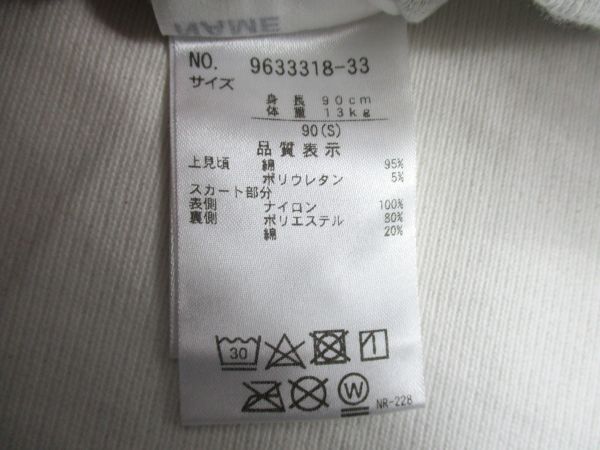 NAME
NO. 9633318-33
サイズ
身長 90cm
体重 13kg
90(S)
品質表示
上見頃 綿 95%
ポリウレタン 5%
スカート部分
表側 ナイロン 100%
裏側 ポリエステル 80%
綿 20%
30
W
NR-228